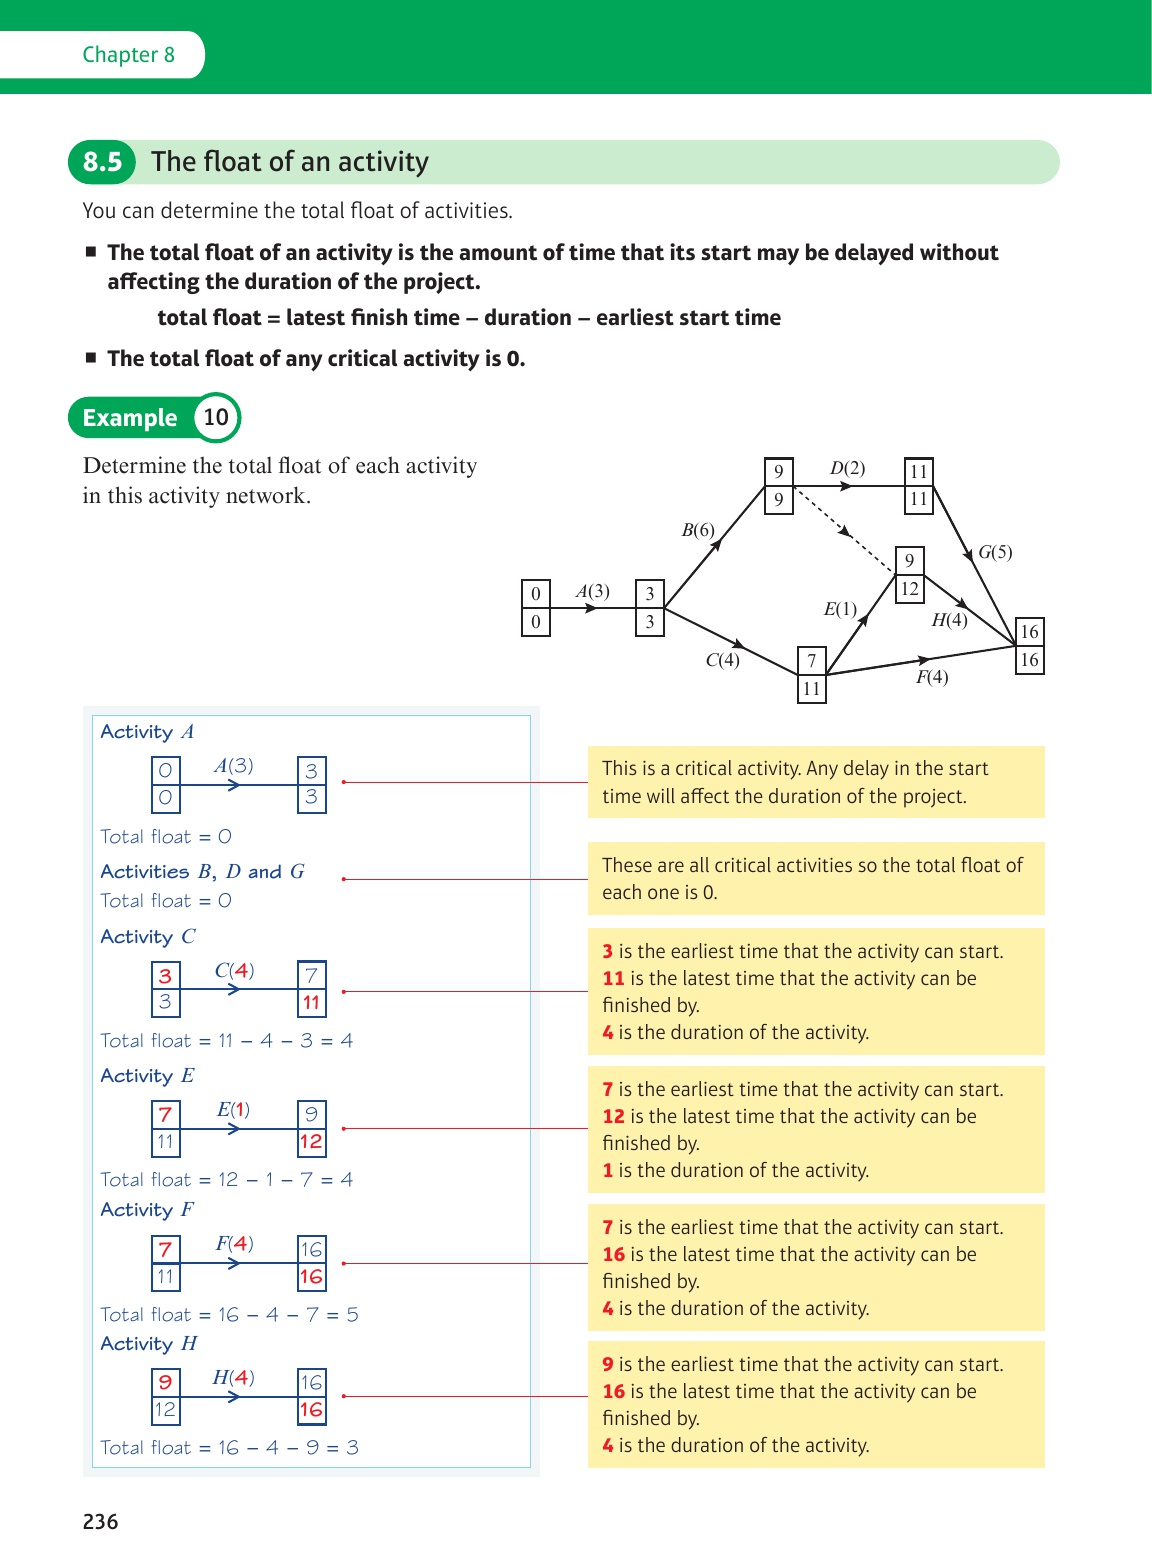 Chapter 8
8.5 The float of an activity
You can determine the total float of activities.
■ The total float of an activity is the amount of time that its start may be delayed without
affecting the duration of the project.
total float = latest finish time – duration – earliest start time
■ The total float of any critical activity is 0.
Example 10
Determine the total float of each activity
in this activity network.
0
0
A(3)
3
3
B(6)
9
9
D(2)
11
11
G(5)
9
12
E(1)
H(4)
C(4)
7
11
F(4)
16
16
Activity A
0
0
A(3)
3
3
Total float = 0
This is a critical activity. Any delay in the start
time will affect the duration of the project.
Activities B, D and G
Total float = 0
These are all critical activities so the total float of
each one is 0.
Activity C
3
3
C(4)
7
11
Total float = 11 – 4 – 3 = 4
3 is the earliest time that the activity can start.
11 is the latest time that the activity can be
finished by.
4 is the duration of the activity.
Activity E
7
11
E(1)
9
12
Total float = 12 – 1 – 7 = 4
7 is the earliest time that the activity can start.
12 is the latest time that the activity can be
finished by.
1 is the duration of the activity.
Activity F
7
11
F(4)
16
16
Total float = 16 – 4 – 7 = 5
7 is the earliest time that the activity can start.
16 is the latest time that the activity can be
finished by.
4 is the duration of the activity.
Activity H
9
12
H(4)
16
16
Total float = 16 – 4 – 9 = 3
9 is the earliest time that the activity can start.
16 is the latest time that the activity can be
finished by.
4 is the duration of the activity.
236